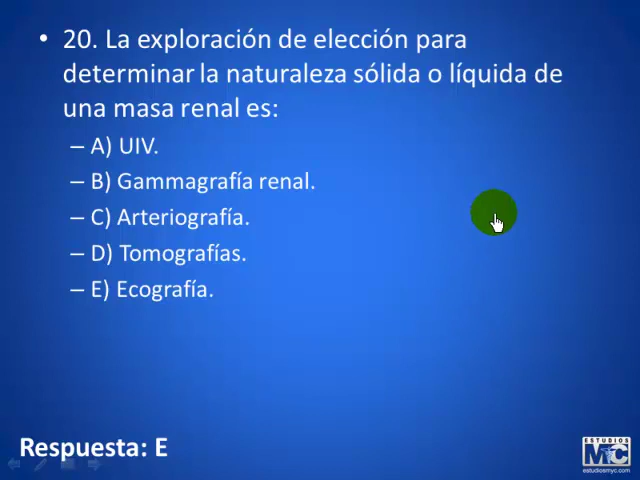 • 20. La exploración de elección para
determinar la naturaleza sólida o líquida de
una masa renal es:
– A) UIV.
– B) Gammagrafía renal.
– C) Arteriografía.
– D) Tomografías.
– E) Ecografía.
Respuesta: E
ESTUDIOS
MyC
estudiosmyc.com